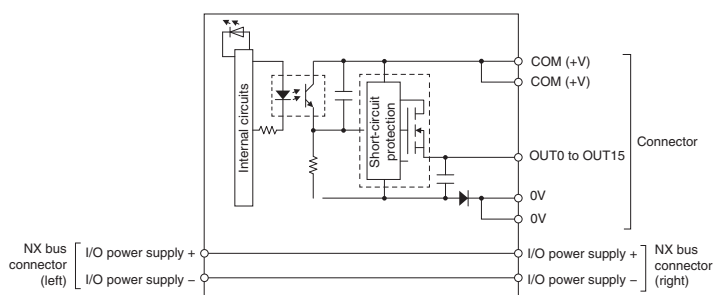 Internal circuits
Short-circuit
protection
COM (+V)
COM (+V)
OUT0 to OUT15
0V
0V
Connector
NX bus
connector
(left)
I/O power supply +
I/O power supply −
I/O power supply +
I/O power supply −
NX bus
connector
(right)